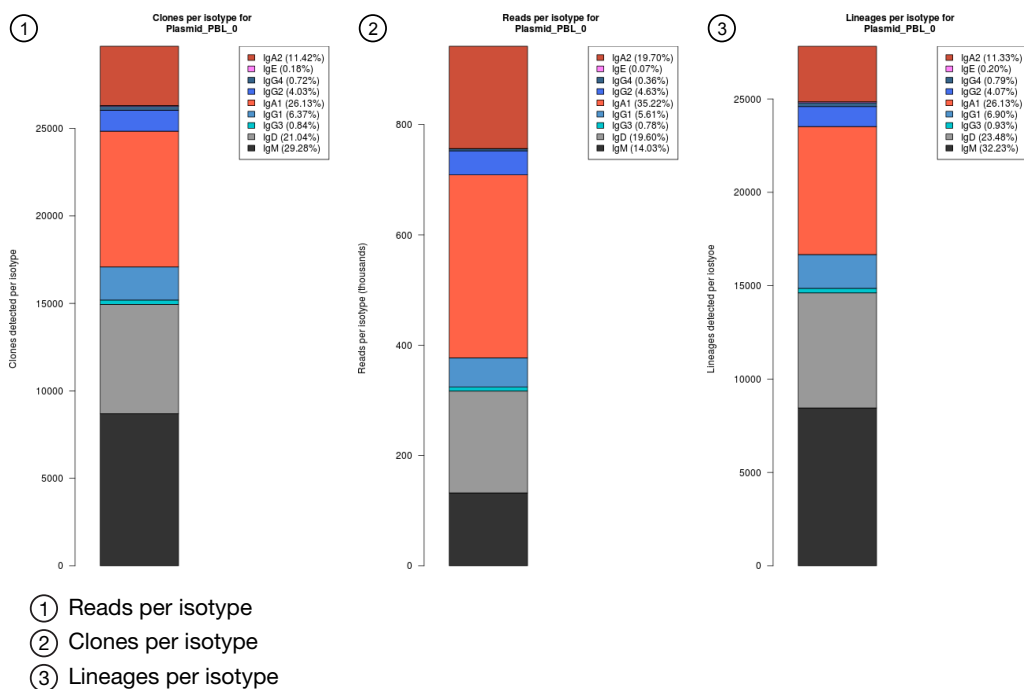 1
Clones per isotype for
Plasmid_PBL_0
IgA2 (11.42%)
IgE (0.18%)
IgG4 (0.72%)
IgG2 (4.03%)
IgA1 (26.13%)
IgG1 (6.37%)
IgG3 (0.84%)
IgD (21.04%)
IgM (29.28%)
Clones detected per isotype
25000
20000
15000
10000
5000
0
2
Reads per isotype for
Plasmid_PBL_0
IgA2 (19.70%)
IgE (0.07%)
IgG4 (0.36%)
IgG2 (4.63%)
IgA1 (35.22%)
IgG1 (5.61%)
IgG3 (0.78%)
IgD (19.60%)
IgM (14.03%)
Reads per isotype (thousands)
800
600
400
200
0
3
Lineages per isotype for
Plasmid_PBL_0
IgA2 (11.33%)
IgE (0.20%)
IgG4 (0.79%)
IgG2 (4.07%)
IgA1 (26.13%)
IgG1 (6.90%)
IgG3 (0.93%)
IgD (23.48%)
IgM (32.23%)
Lineages detected per iostyoe
25000
20000
15000
10000
5000
0
1 Reads per isotype
2 Clones per isotype
3 Lineages per isotype